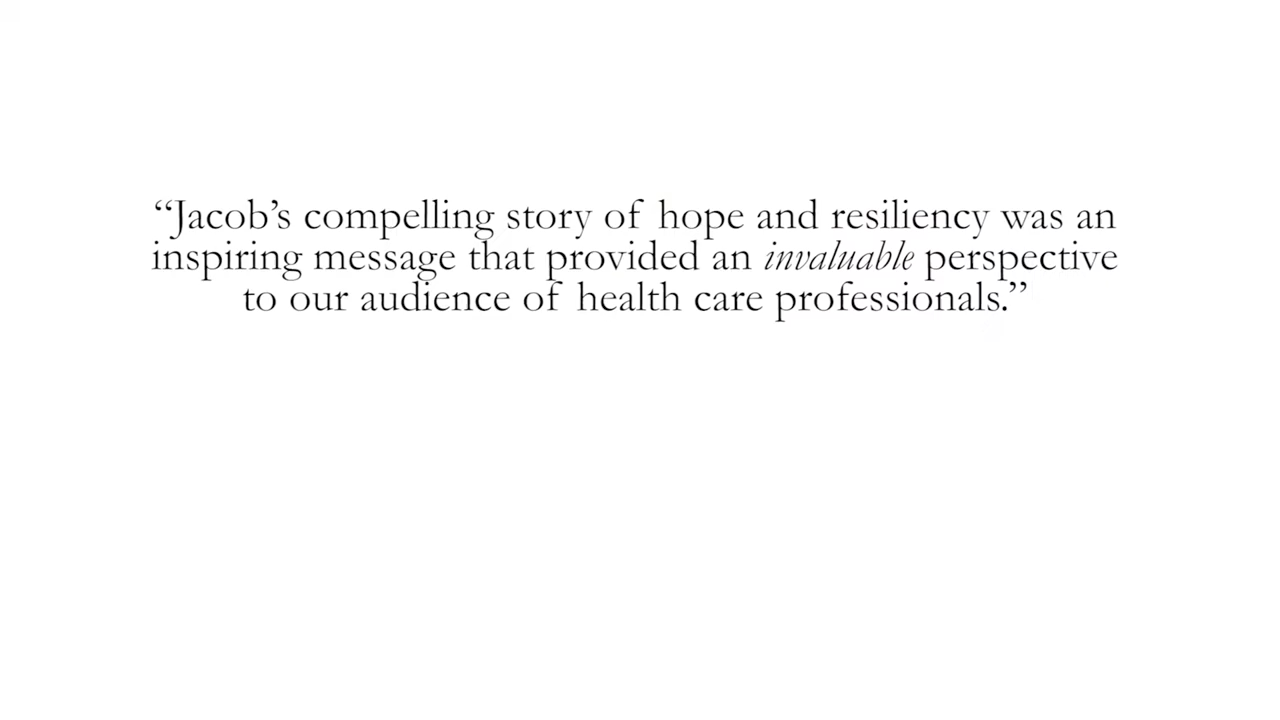 “Jacob’s compelling story of hope and resiliency was an
inspiring message that provided an invaluable perspective
to our audience of health care professionals.”